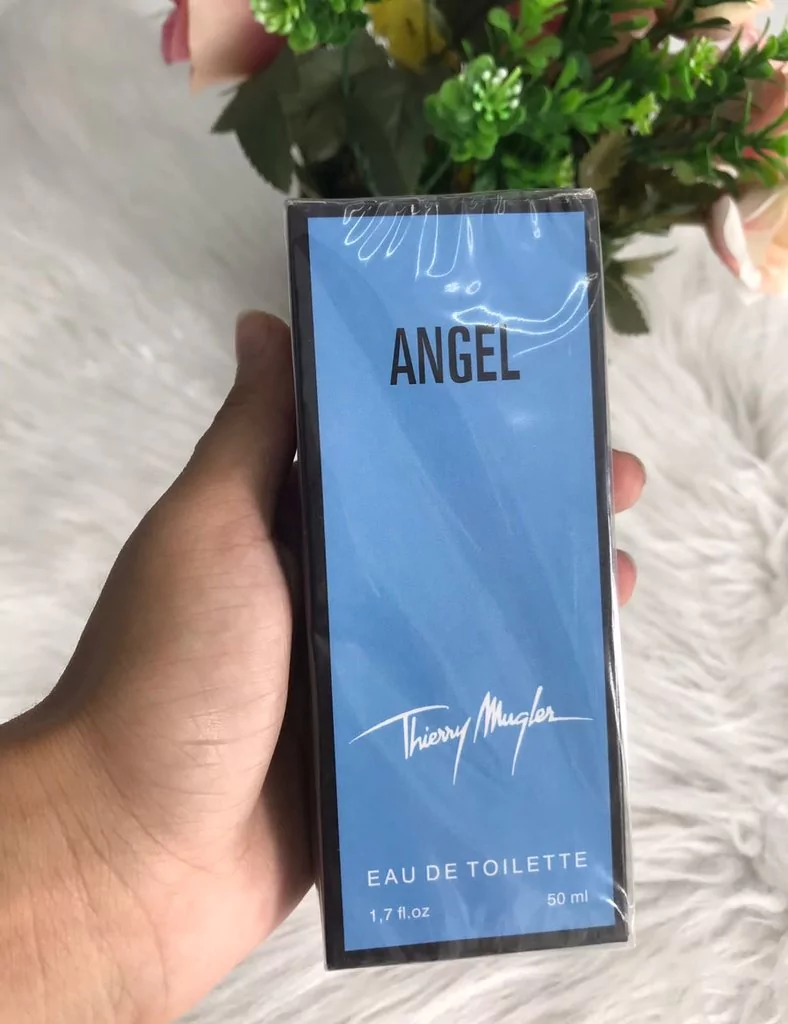 ANGEL
Thierry Mugler
EAU DE TOILETTE
1,7 fl.oz 50 ml